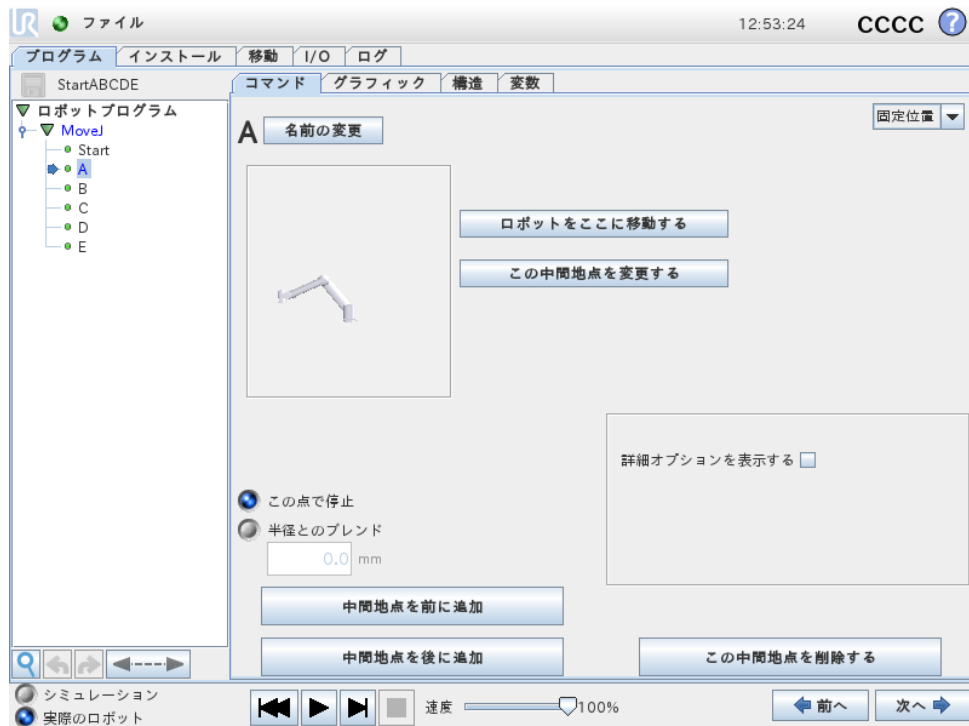 UR ファイル 12:53:24 CCCC ?
プログラム インストール 移動 I/O ログ
StartABCDE コマンド グラフィック 構造 変数
ロボットプログラム
MoveJ
Start
A
B
C
D
E
A 名前の変更 固定位置
ロボットをここに移動する
この中間地点を変更する
詳細オプションを表示する
この点で停止
半径とのブレンド
0.0 mm
中間地点を前に追加
中間地点を後に追加 この中間地点を削除する
シミュレーション
実際のロボット
速度 100% 前へ 次へ